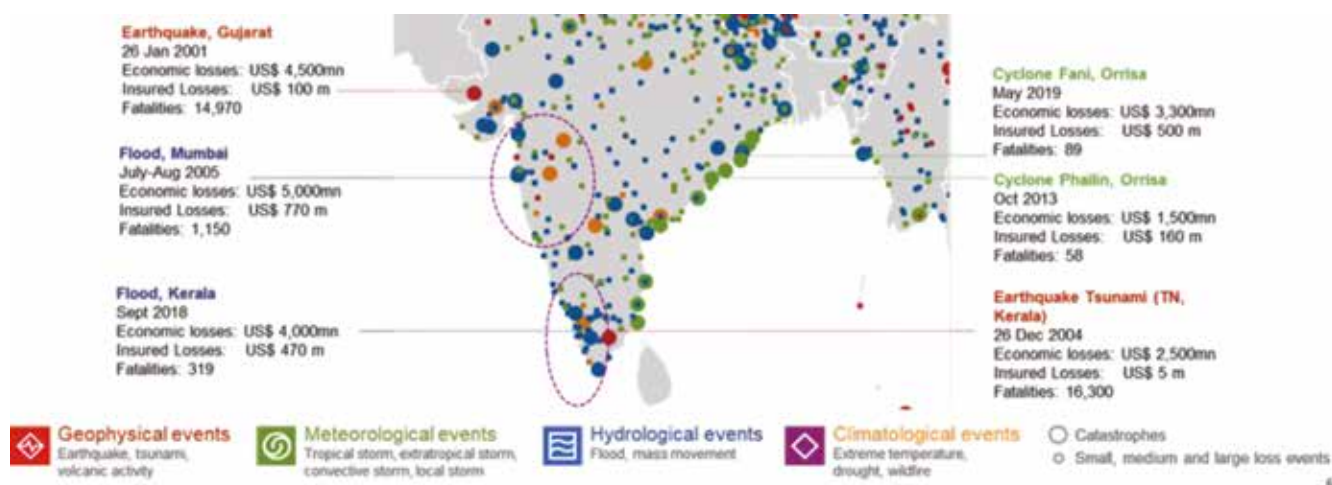 Earthquake, Gujarat
26 Jan 2001
Economic losses: US$ 4,500mn
Insured Losses: US$ 100 m
Fatalities: 14,970
Flood, Mumbai
July-Aug 2005
Economic losses: US$ 5,000mn
Insured Losses: US$ 770 m
Fatalities: 1,150
Flood, Kerala
Sept 2018
Economic losses: US$ 4,000mn
Insured Losses: US$ 470 m
Fatalities: 319
Cyclone Fani, Orrisa
May 2019
Economic losses: US$ 3,300mn
Insured Losses: US$ 500 m
Fatalities: 89
Cyclone Phailin, Orrisa
Oct 2013
Economic losses: US$ 1,500mn
Insured Losses: US$ 160 m
Fatalities: 58
Earthquake Tsunami (TN,
Kerala)
26 Dec 2004
Economic losses: US$ 2,500mn
Insured Losses: US$ 5 m
Fatalities: 16,300
Geophysical events
Earthquake, tsunami,
volcanic activity
Meteorological events
Tropical storm, extratropical storm,
convective storm, local storm
Hydrological events
Flood, mass movement
Climatological events
Extreme temperature,
drought, wildfire
Catastrophes
Small, medium and large loss events